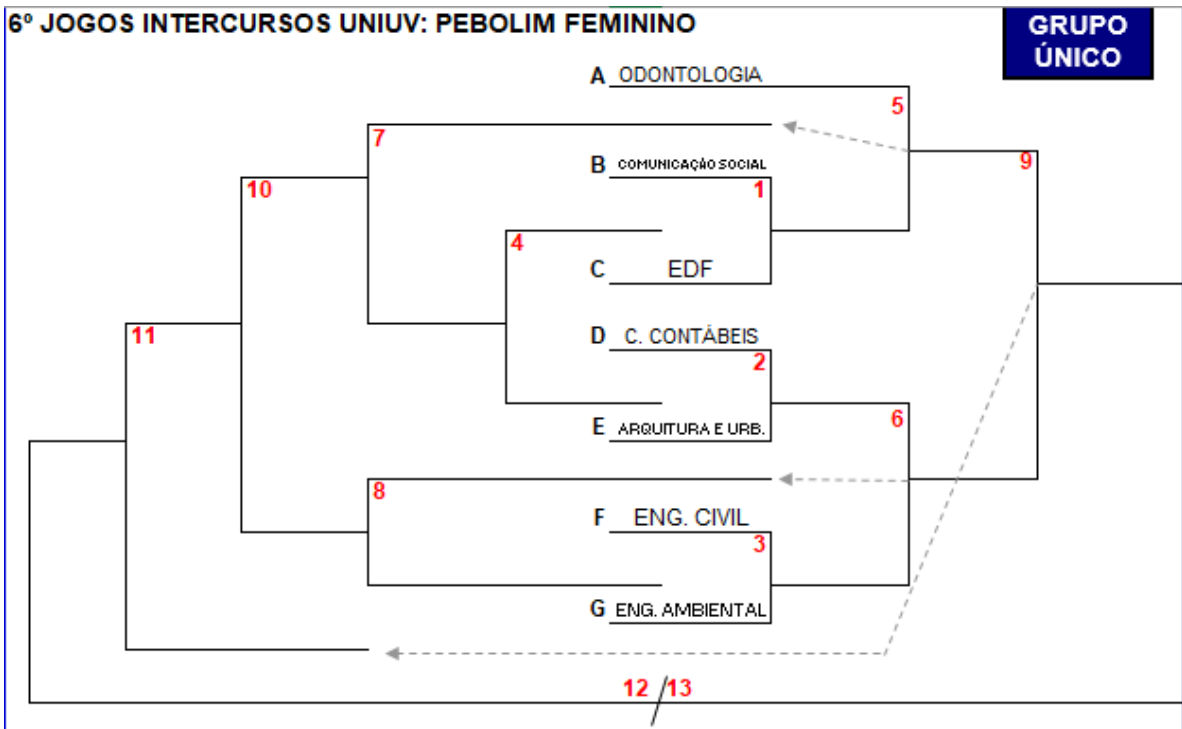 6º JOGOS INTERCURSOS UNIUV: PEBOLIM FEMININO
GRUPO
ÚNICO
A ODONTOLOGIA
5
7
B COMUNICAÇÃO SOCIAL
9
10
1
4
C EDF
11
D C. CONTÁBEIS
2
6
E ARQUITURA E URB.
8
F ENG. CIVIL
3
G ENG. AMBIENTAL
12/13